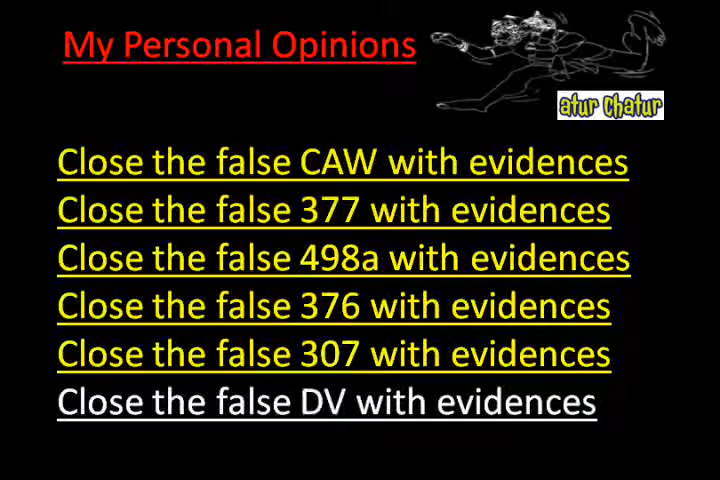 My Personal Opinions
atur chatur
Close the false CAW with evidences
Close the false 377 with evidences
Close the false 498a with evidences
Close the false 376 with evidences
Close the false 307 with evidences
Close the false DV with evidences